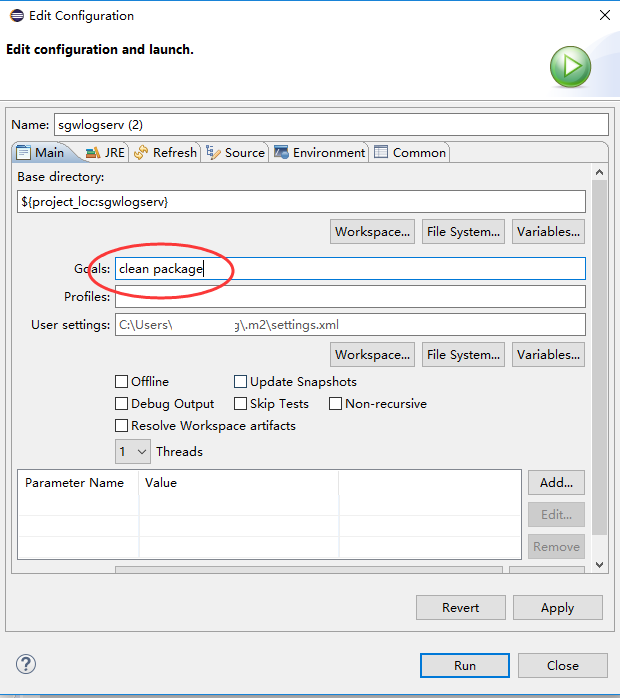 Edit Configuration
Edit configuration and launch.
Name: sgwlogserv (2)
Main JRE Refresh Source Environment Common
Base directory:
${project_loc:sgwlogserv}
Workspace... File System... Variables...
Goals: clean package
Profiles:
User settings: C:\Users\ g\.m2\settings.xml
Workspace... File System... Variables...
Offline Update Snapshots
Debug Output Skip Tests Non-recursive
Resolve Workspace artifacts
1 Threads
Parameter Name Value Add...
Edit...
Remove
Revert Apply
? Run Close